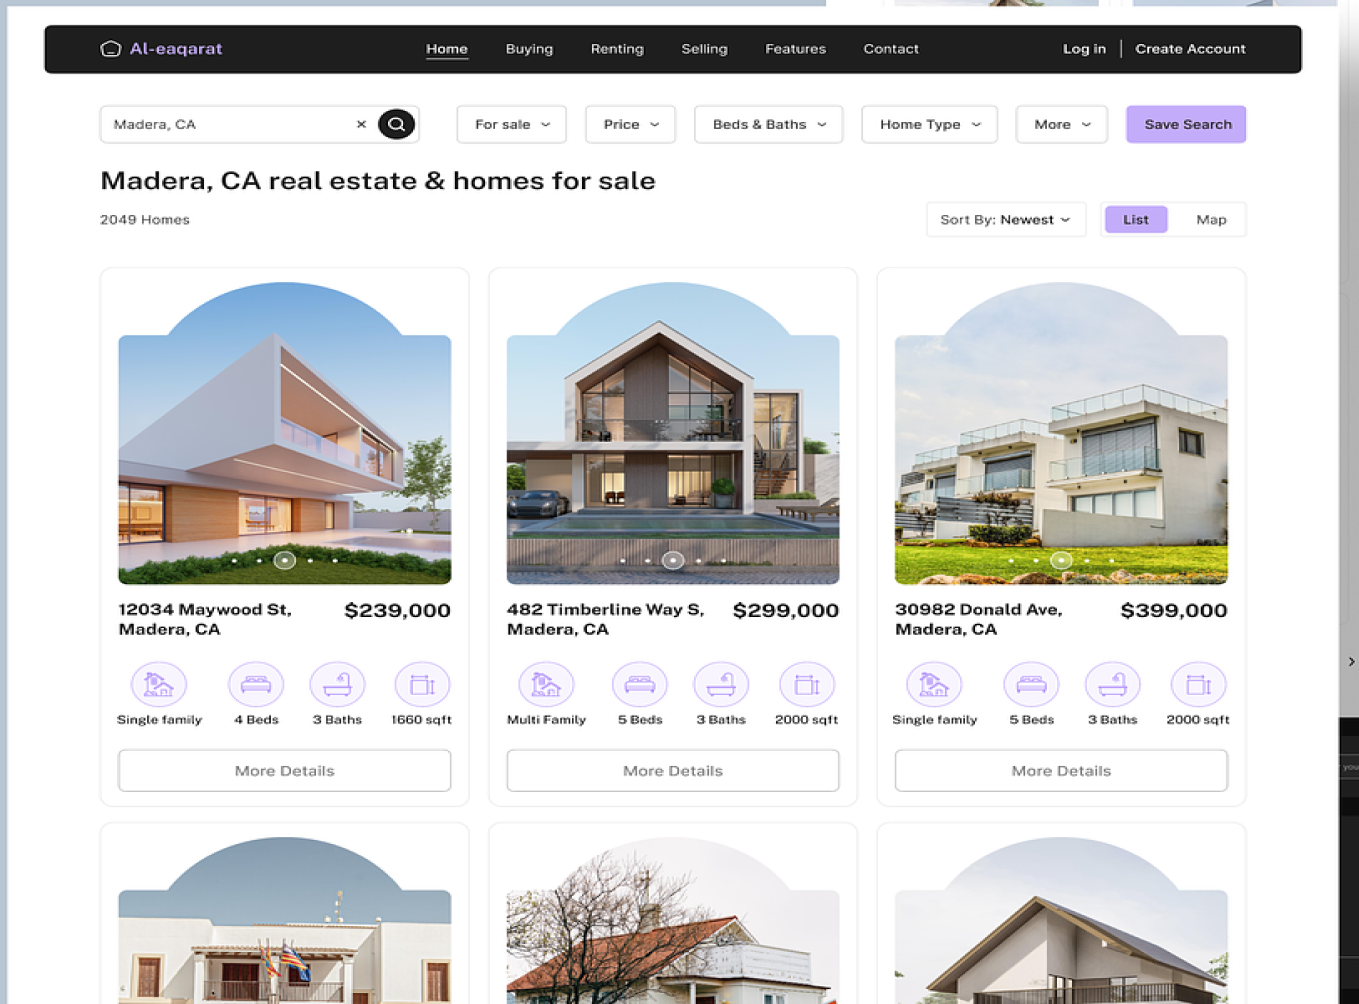 Al-eaqarat
Home Buying Renting Selling Features Contact
Log in Create Account
Madera, CA
For sale Price Beds & Baths Home Type More Save Search
Madera, CA real estate & homes for sale
2049 Homes
Sort By: Newest List Map
12034 Maywood St,
Madera, CA
$239,000
Single family 4 Beds 3 Baths 1660 sqft
More Details
482 Timberline Way S,
Madera, CA
$299,000
Multi Family 5 Beds 3 Baths 2000 sqft
More Details
30982 Donald Ave,
Madera, CA
$399,000
Single family 5 Beds 3 Baths 2000 sqft
More Details
you